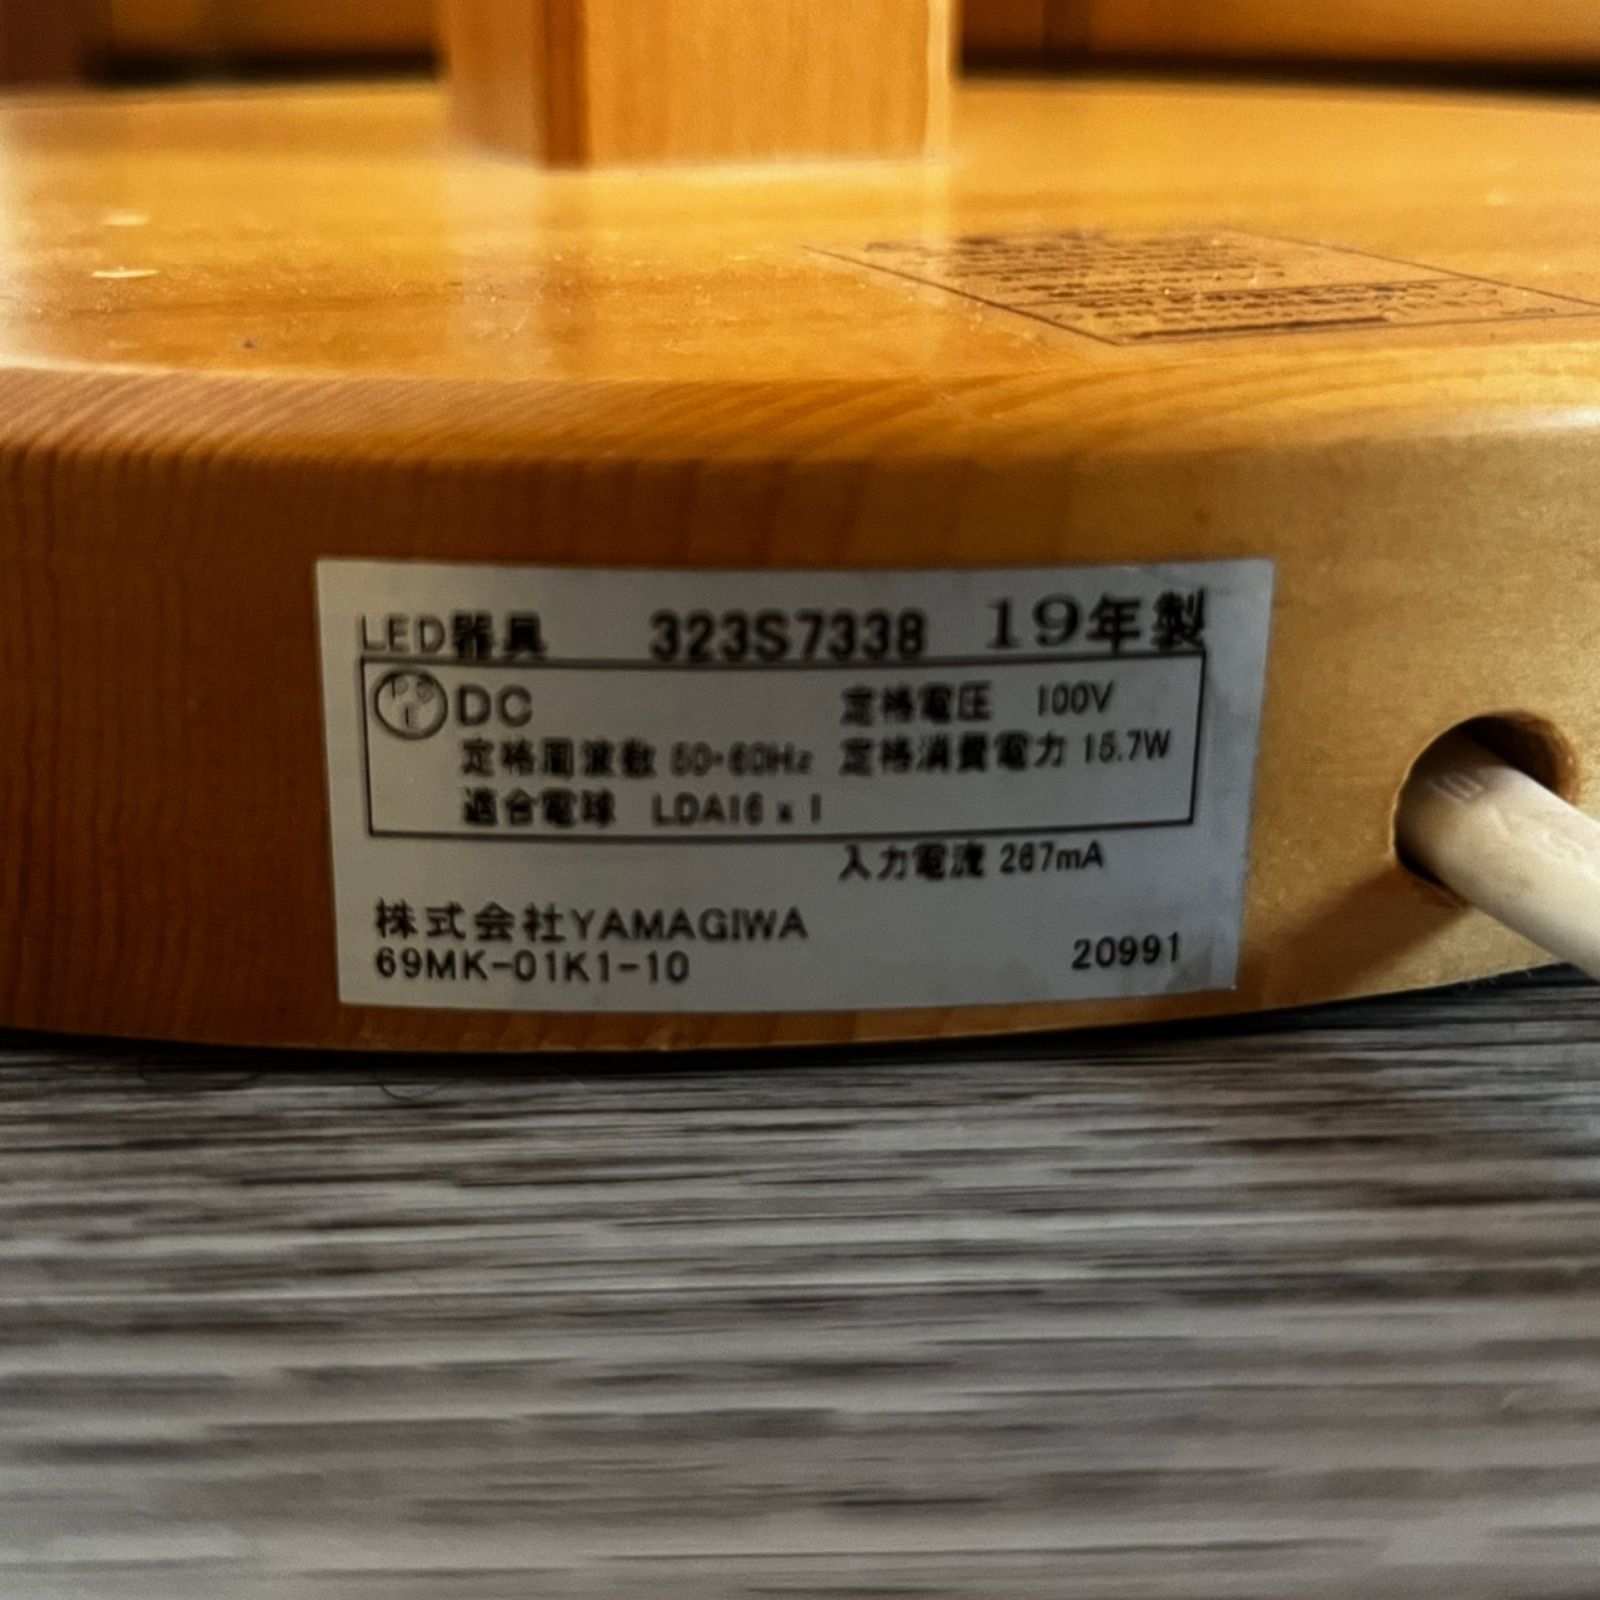 LED器具 323S7338 19年製
PSE DC 定格電圧 100V
定格周波数 50・60Hz 定格消費電力 15.7W
適合電球 LDA16 x 1
入力電流 267mA
株式会社YAMAGIWA
69MK-01K1-10 20991